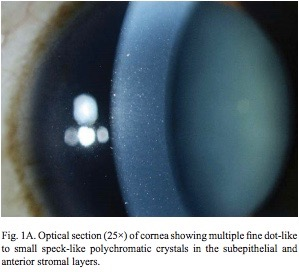 Fig. 1A. Optical section (25×) of cornea showing multiple fine dot-like
to small speck-like polychromatic crystals in the subepithelial and
anterior stromal layers.